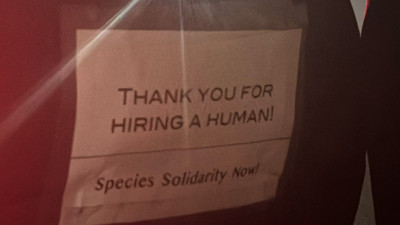 THANK YOU FOR
HIRING A HUMAN!
Species Solidarity Now!